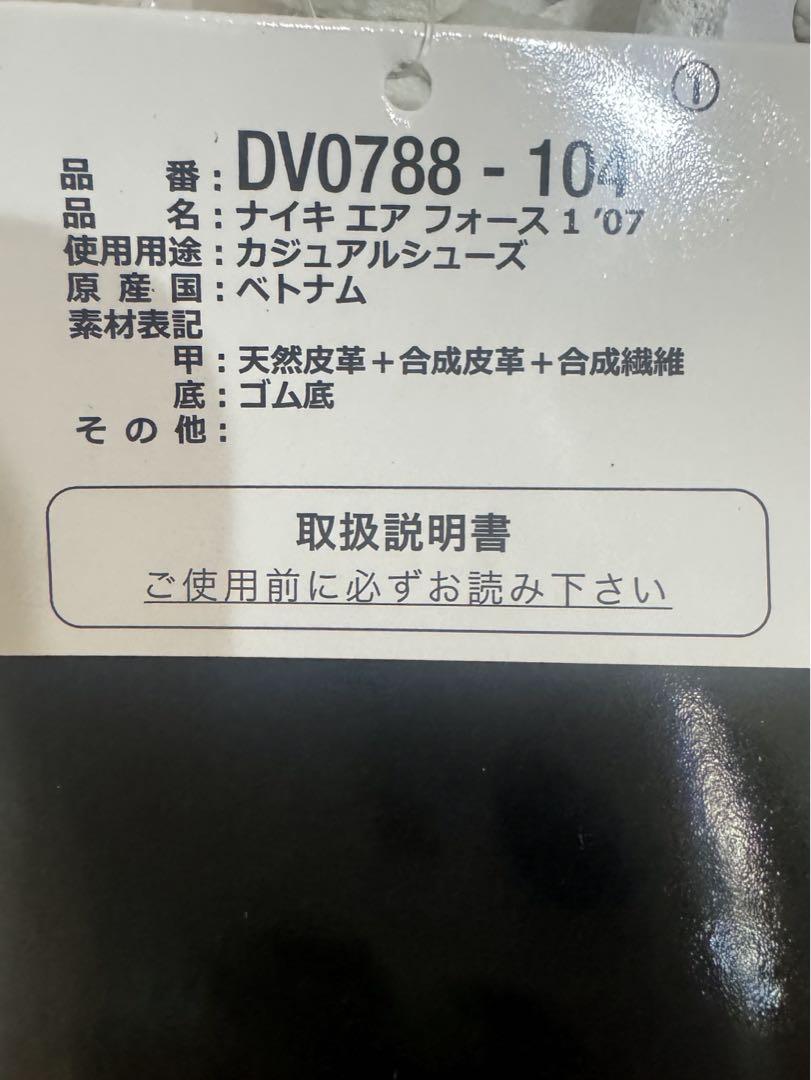 ①
品 番:DV0788 - 104
品 名:ナイキ エア フォース 1 '07
使用用途:カジュアルシューズ
原 産 国:ベトナム
素材表記
甲:天然皮革+合成皮革+合成繊維
底:ゴム底
そ の 他:
取扱説明書
ご使用前に必ずお読み下さい